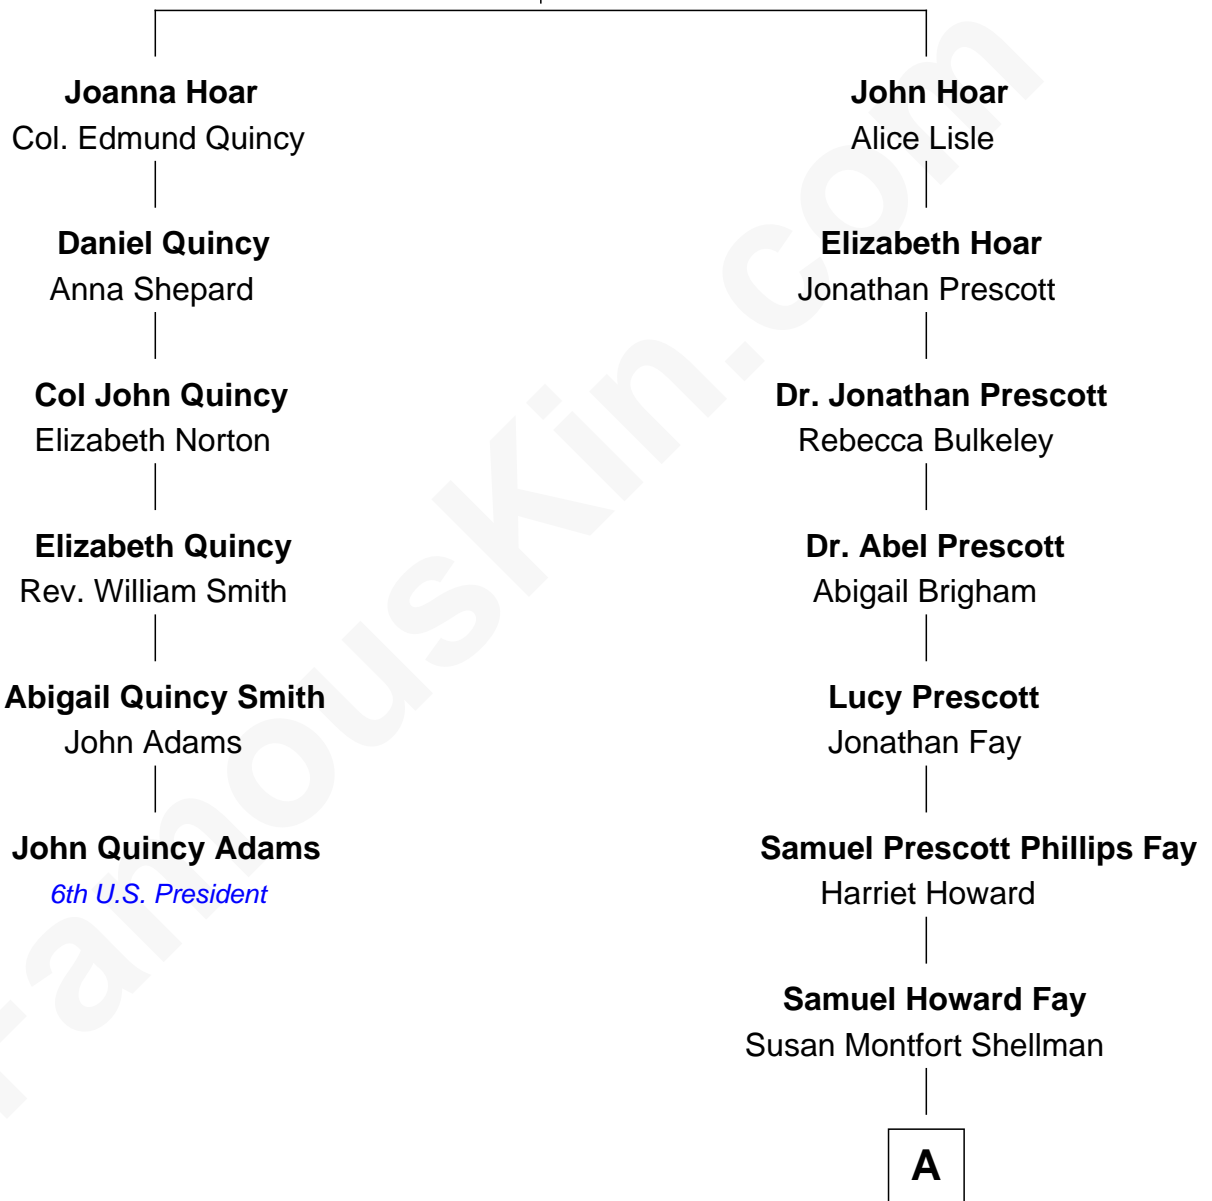 Joanna Hoar
Col. Edmund Quincy
Daniel Quincy
Anna Shepard
Col John Quincy
Elizabeth Norton
Elizabeth Quincy
Rev. William Smith
Abigail Quincy Smith
John Adams
John Quincy Adams
6th U.S. President
John Hoar
Alice Lisle
Elizabeth Hoar
Jonathan Prescott
Dr. Jonathan Prescott
Rebecca Bulkeley
Dr. Abel Prescott
Abigail Brigham
Lucy Prescott
Jonathan Fay
Samuel Prescott Phillips Fay
Harriet Howard
Samuel Howard Fay
Susan Montfort Shellman
A
FamousKin.com